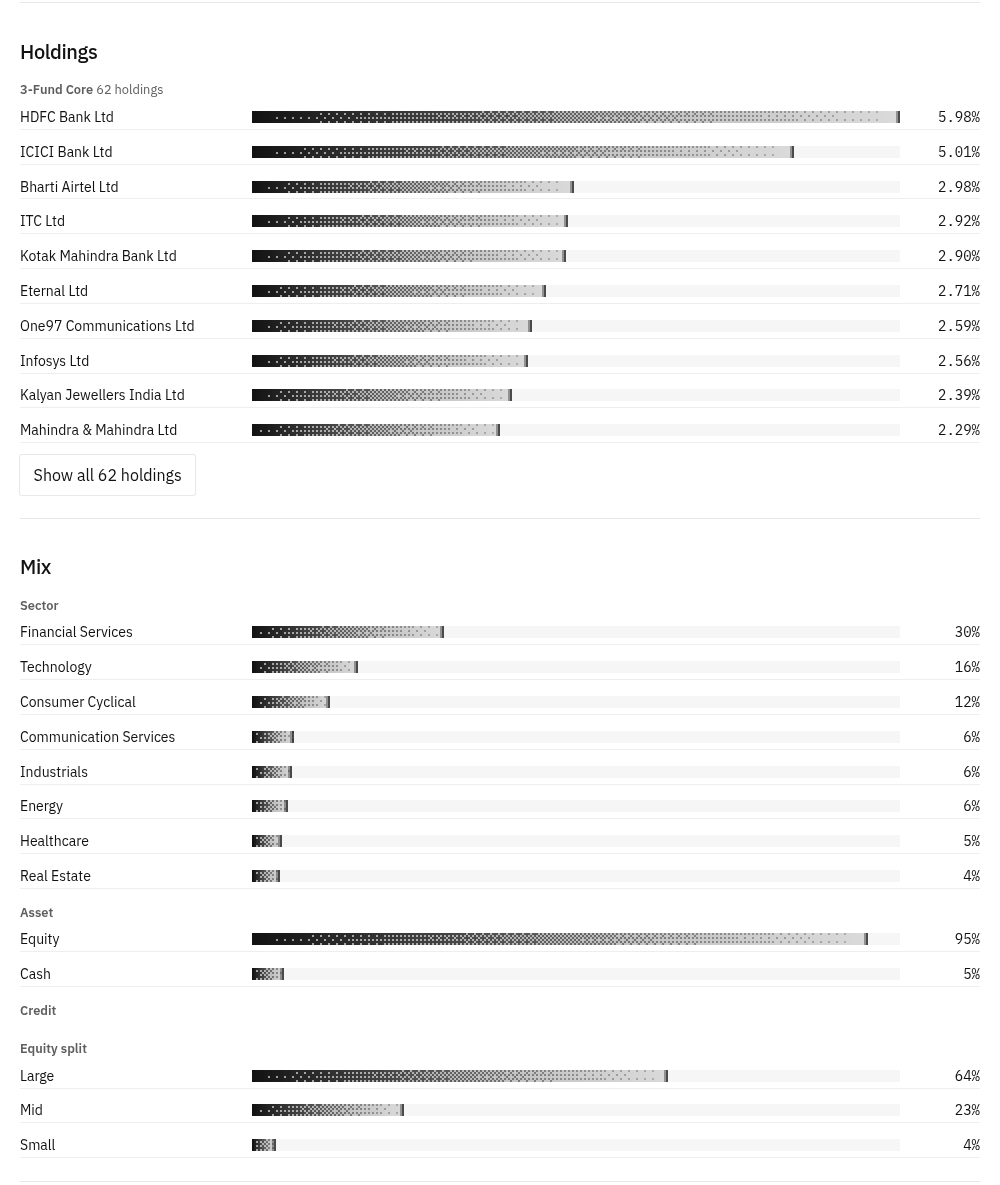 Holdings
3-Fund Core 62 holdings
HDFC Bank Ltd 5.98%
ICICI Bank Ltd 5.01%
Bharti Airtel Ltd 2.98%
ITC Ltd 2.92%
Kotak Mahindra Bank Ltd 2.90%
Eternal Ltd 2.71%
One97 Communications Ltd 2.59%
Infosys Ltd 2.56%
Kalyan Jewellers India Ltd 2.39%
Mahindra & Mahindra Ltd 2.29%
Show all 62 holdings
Mix
Sector
Financial Services 30%
Technology 16%
Consumer Cyclical 12%
Communication Services 6%
Industrials 6%
Energy 6%
Healthcare 5%
Real Estate 4%
Asset
Equity 95%
Cash 5%
Credit
Equity split
Large 64%
Mid 23%
Small 4%